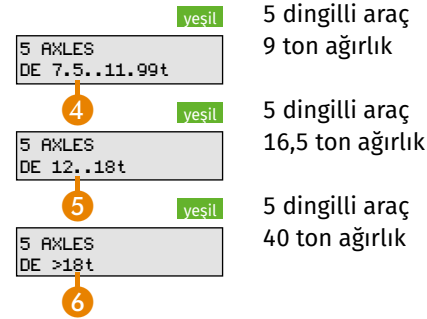 yeşil
5 dingilli araç
5 AXLES
DE 7.5..11.99t
9 ton ağırlık
4
yeşil
5 dingilli araç
5 AXLES
DE 12..18t
16,5 ton ağırlık
5
yeşil
5 dingilli araç
5 AXLES
DE >18t
40 ton ağırlık
6